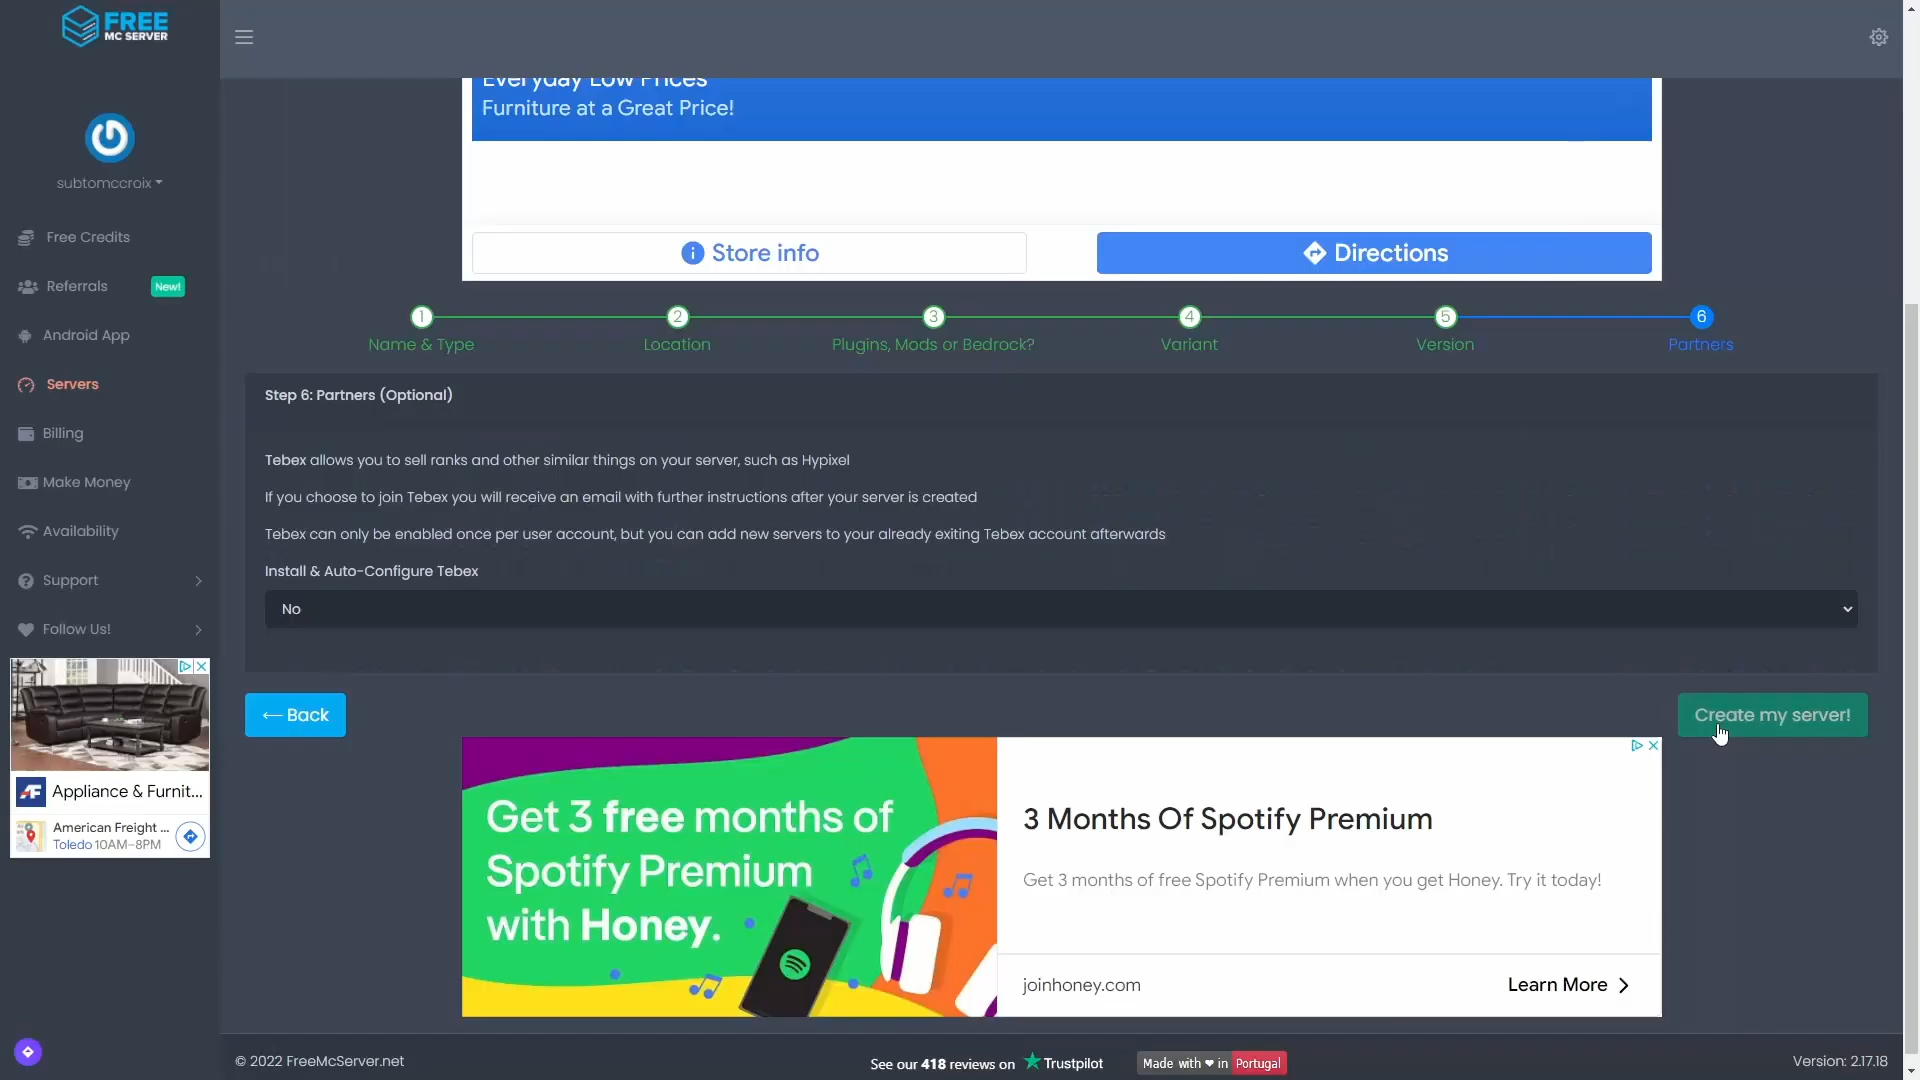 FREE
MC SERVER
subtomccroix
Free Credits
Referrals
New!
Android App
Servers
Billing
Make Money
Availability
Support
Follow Us!
Appliance & Furnit...
American Freight ...
Toledo 10AM–8PM
Everyday Low Prices
Furniture at a Great Price!
Store info
Directions
1
2
3
4
5
6
Name & Type
Location
Plugins, Mods or Bedrock?
Variant
Version
Partners
Step 6: Partners (Optional)
Tebex allows you to sell ranks and other similar things on your server, such as Hypixel
If you choose to join Tebex you will receive an email with further instructions after your server is created
Tebex can only be enabled once per user account, but you can add new servers to your already exiting Tebex account afterwards
Install & Auto-Configure Tebex
No
← Back
Create my server!
Get 3 free months of
Spotify Premium
with Honey.
3 Months Of Spotify Premium
Get 3 months of free Spotify Premium when you get Honey. Try it today!
joinhoney.com
Learn More
© 2022 FreeMcServer.net
See our 418 reviews on ★ Trustpilot
Made with ❤ in Portugal
Version: 2.17.18